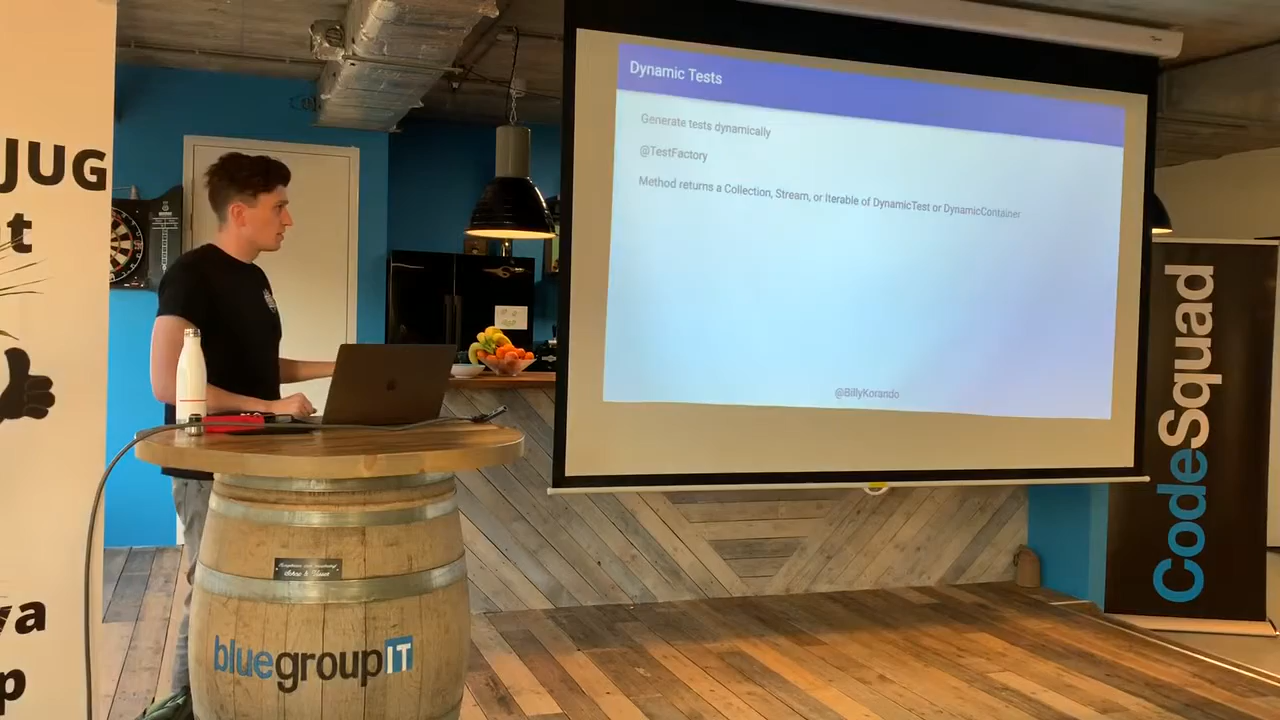 JUG
t
va
p
Dynamic Tests
Generate tests dynamically
@TestFactory
Method returns a Collection, Stream, or Iterable of DynamicTest or DynamicContainer
@BillyKorando
CodeSquad
bluegroupIT